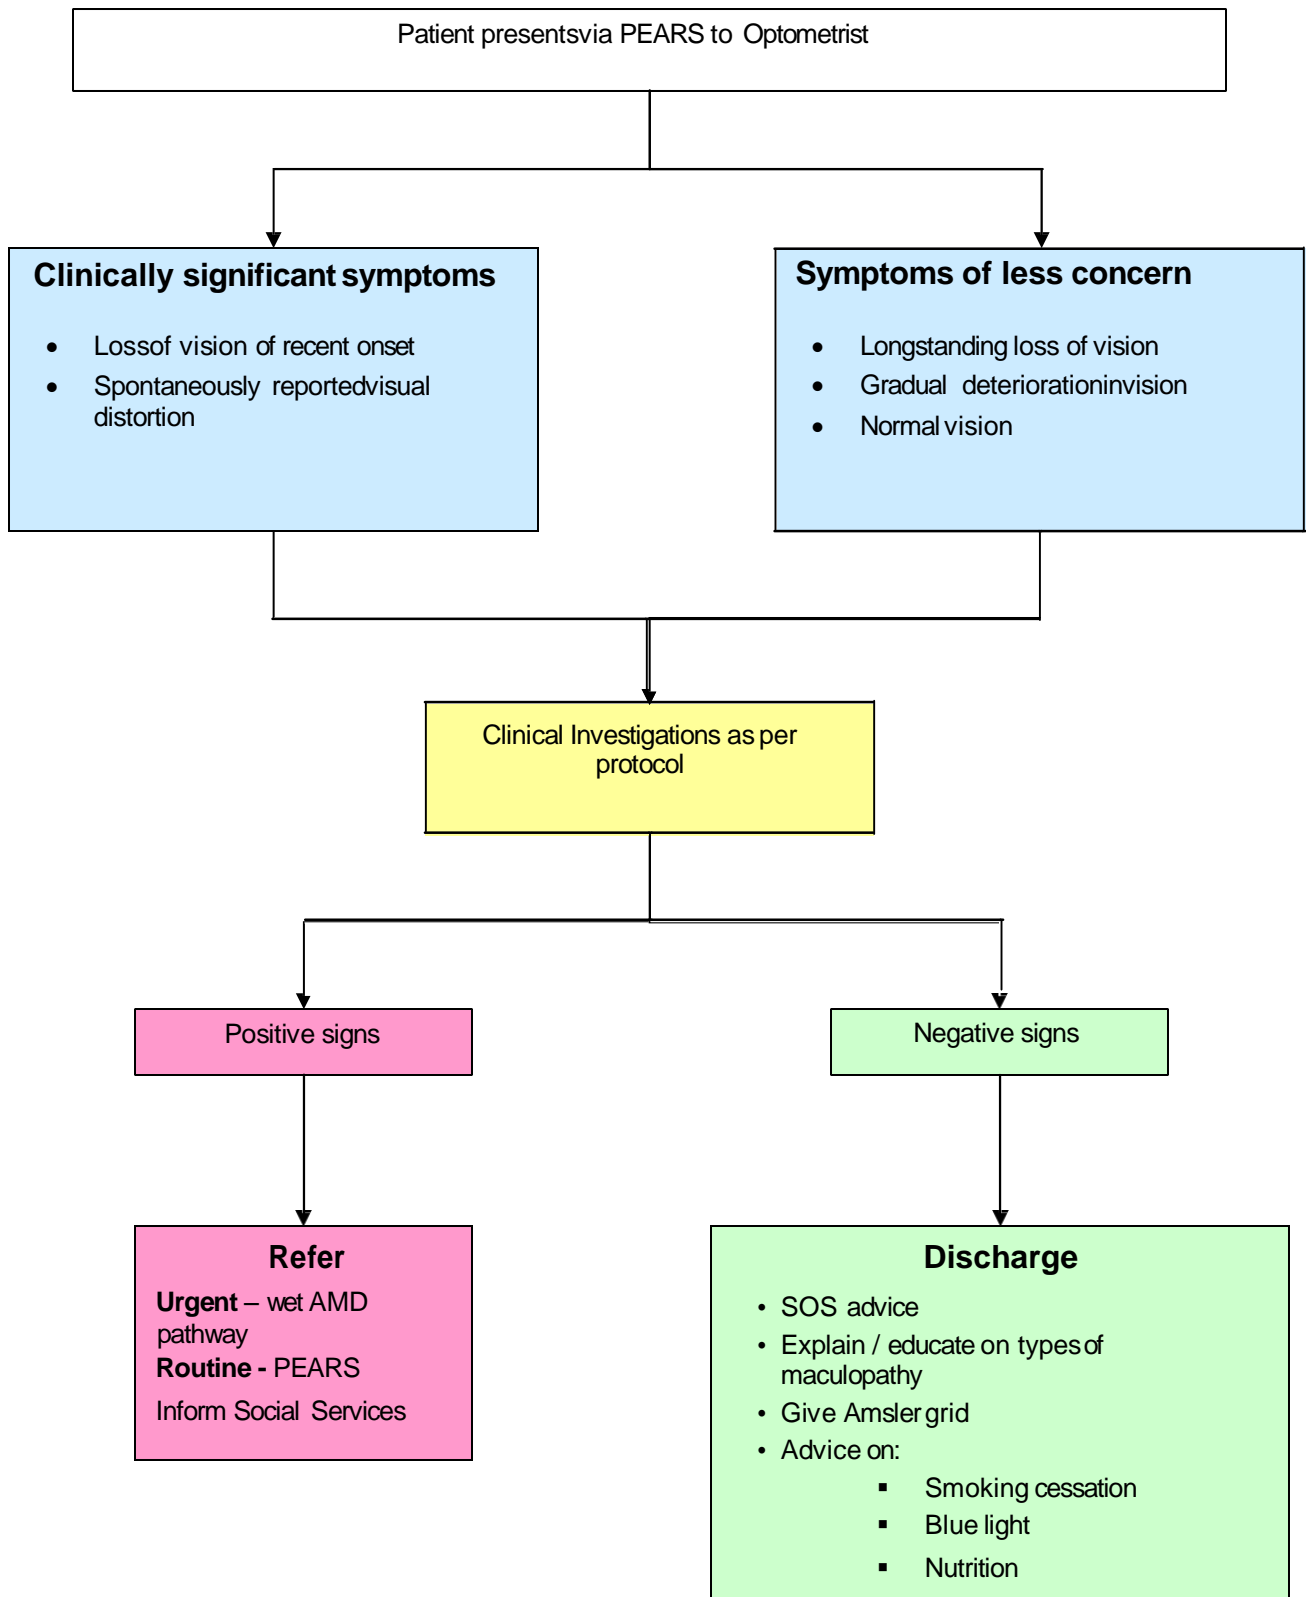 Patient presentsvia PEARS to Optometrist
Clinically significant symptoms
• Lossof vision of recent onset
• Spontaneously reportedvisual
distortion
Symptoms of less concern
• Longstanding loss of vision
• Gradual deteriorationinvision
• Normal vision
Clinical Investigations as per
protocol
Positive signs
Negative signs
Refer
Urgent – wet AMD
pathway
Routine - PEARS
Inform Social Services
Discharge
• SOS advice
• Explain / educate on types of
maculopathy
• Give Amsler grid
• Advice on:
▪ Smoking cessation
▪ Blue light
▪ Nutrition